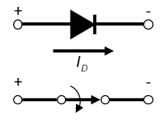 + -
I_D
+ -